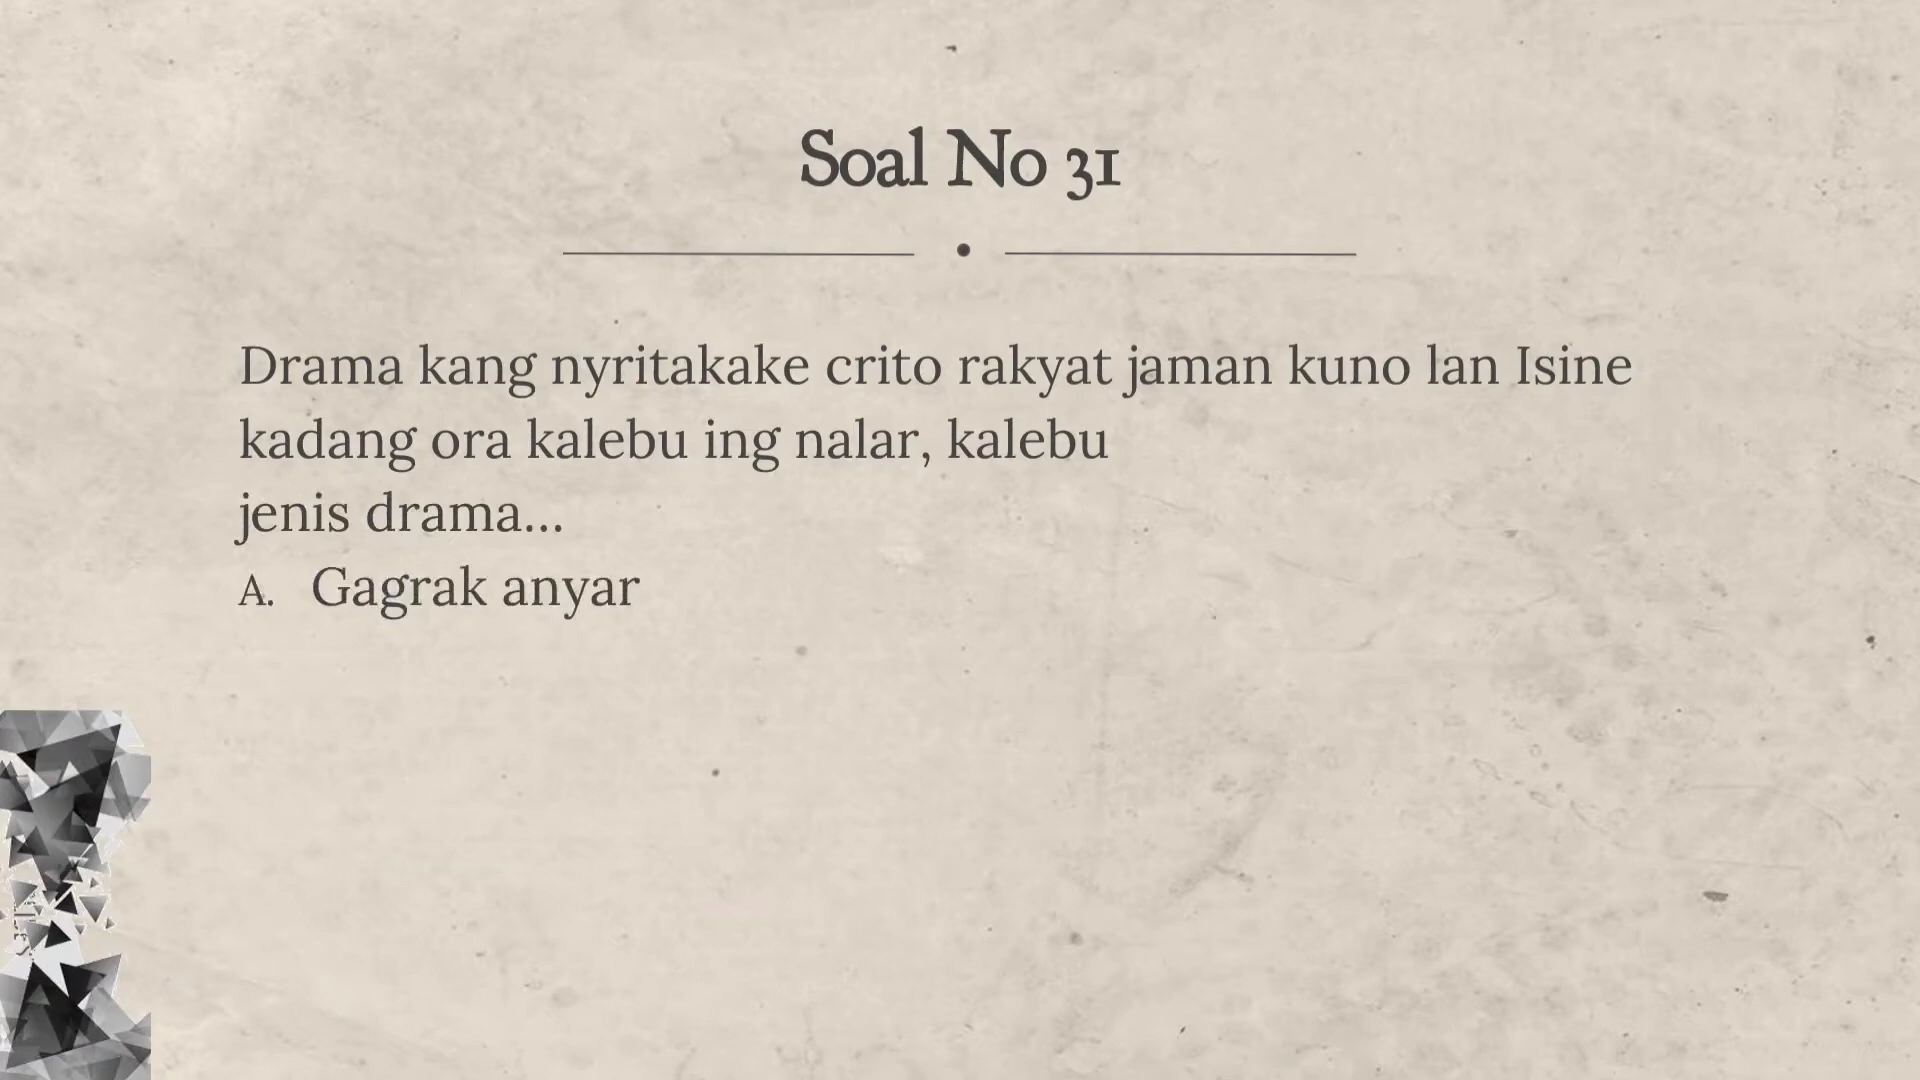 Soal No 31
Drama kang nyritakake crito rakyat jaman kuno lan Isine
kadang ora kalebu ing nalar, kalebu
jenis drama...
A. Gagrak anyar